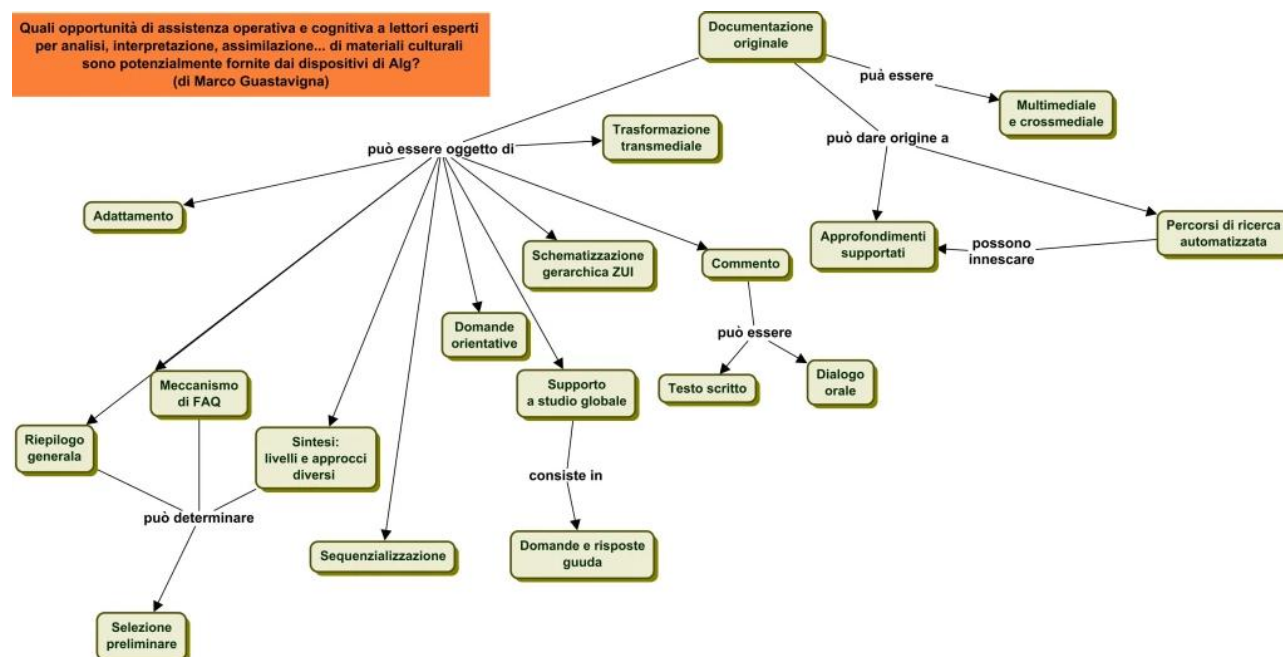 Quali opportunità di assistenza operativa e cognitiva a lettori esperti
per analisi, interpretazione, assimilazione... di materiali culturali
sono potenzialmente fornite dai dispositivi di AIg?
(di Marco Guastavigna)
Documentazione
originale
puà essere
Multimediale
e crossmediale
può dare origine a
Trasformazione
transmediale
può essere oggetto di
Adattamento
Approfondimenti
supportati
possono
innescare
Percorsi di ricerca
automatizzata
Schematizzazione
gerarchica ZUI
Commento
Domande
orientative
può essere
Meccanismo
di FAQ
Supporto
a studio globale
Testo scritto
Dialogo
orale
Riepilogo
generala
Sintesi:
livelli e approcci
diversi
consiste in
può determinare
Sequenzializzazione
Domande e risposte
guuda
Selezione
preliminare